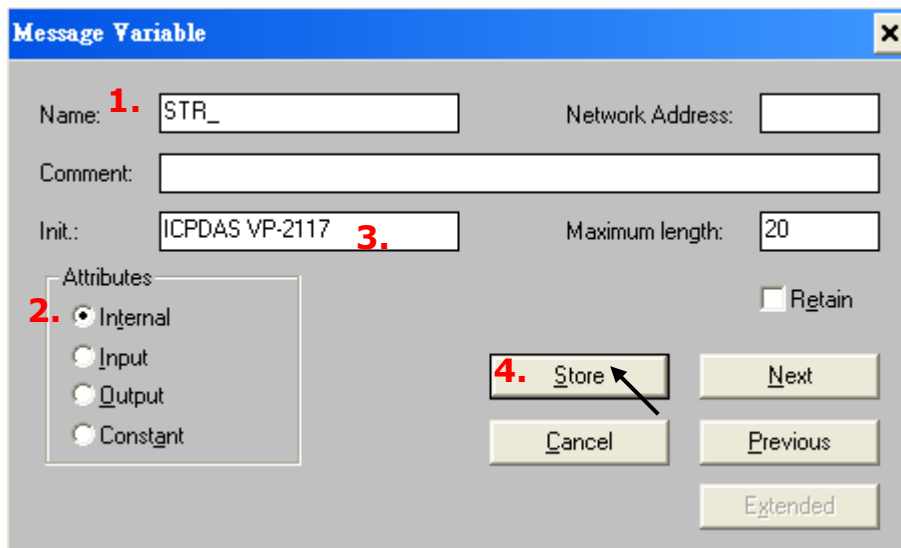 Message Variable
Name: 1. STR_ Network Address:
Comment:
Init.: ICPDAS VP-2117 3. Maximum length: 20
Attributes
Retain
2. Internal
Input
4. Store Next
Output
Constant
Cancel Previous
Extended